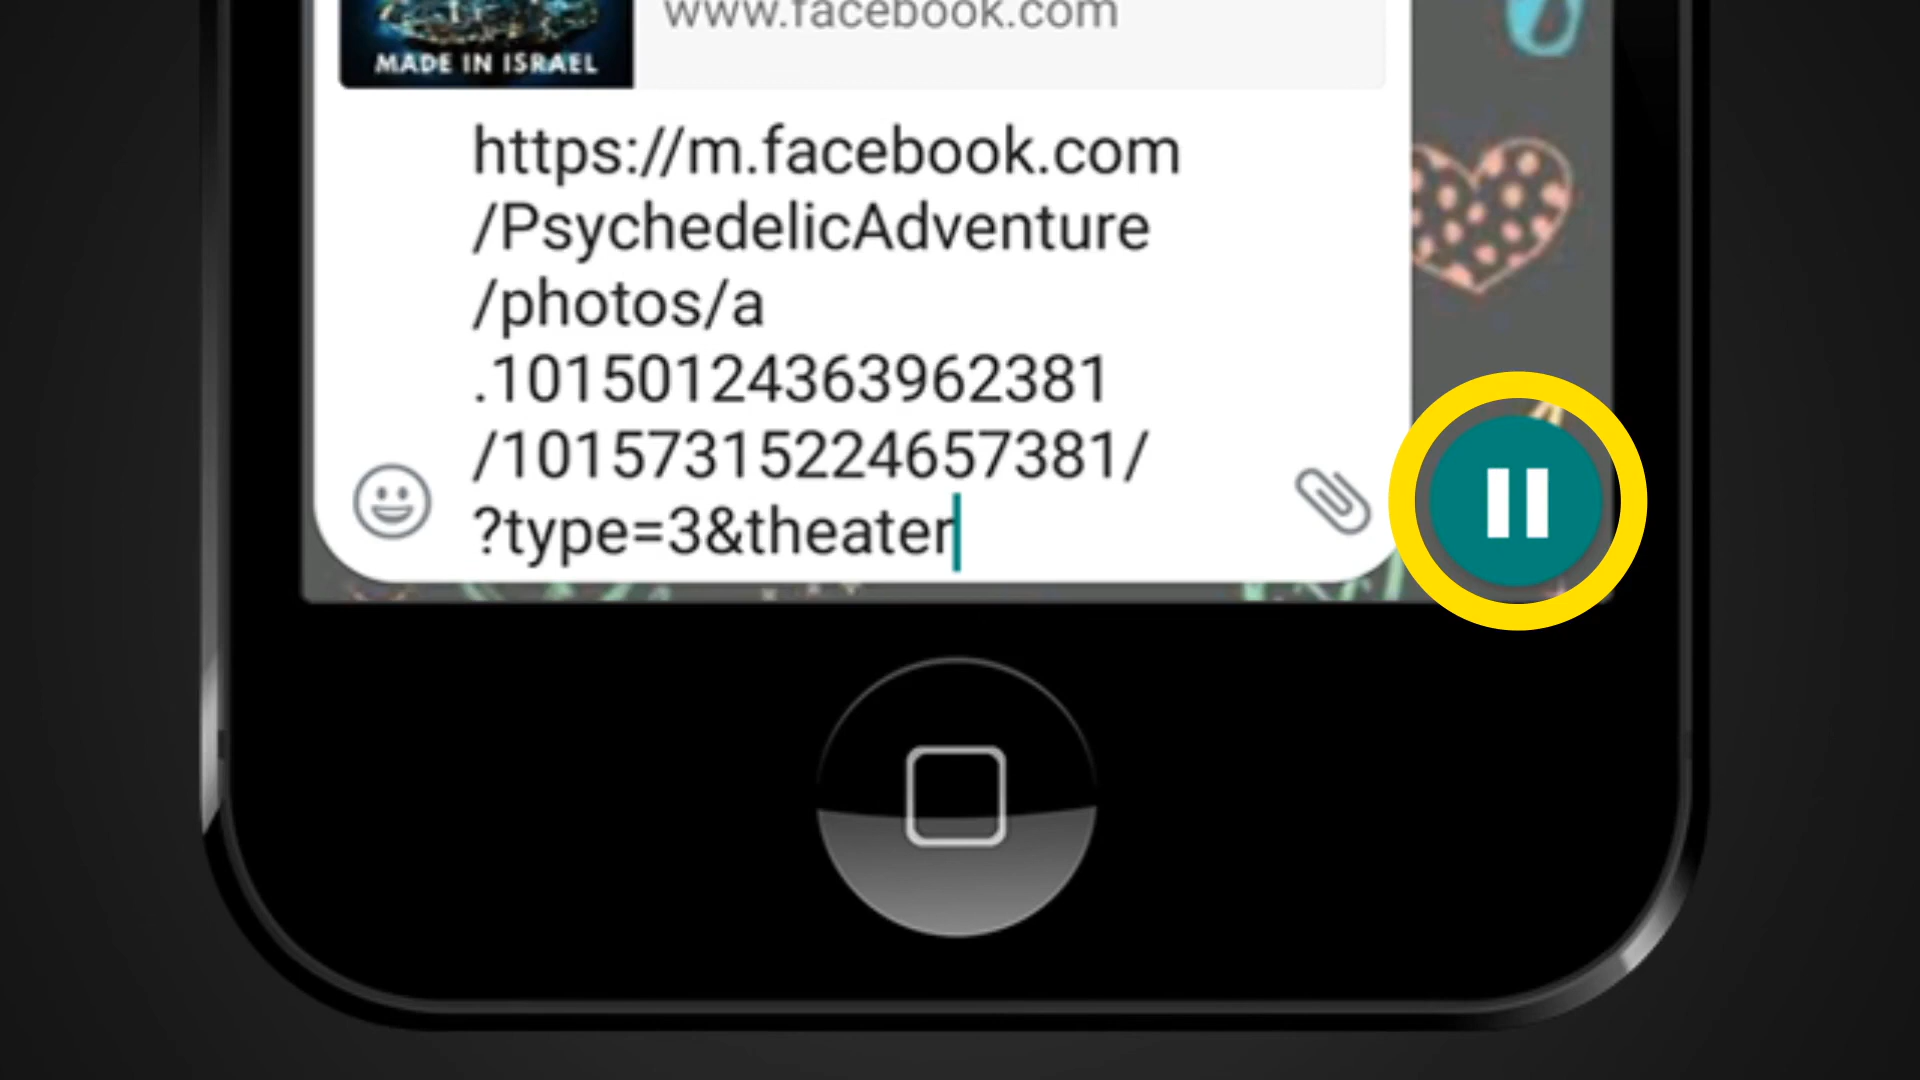 www.facebook.com
MADE IN ISRAEL
https://m.facebook.com
/PsychedelicAdventure
/photos/a
.10150124363962381
/10157315224657381/
?type=3&theater